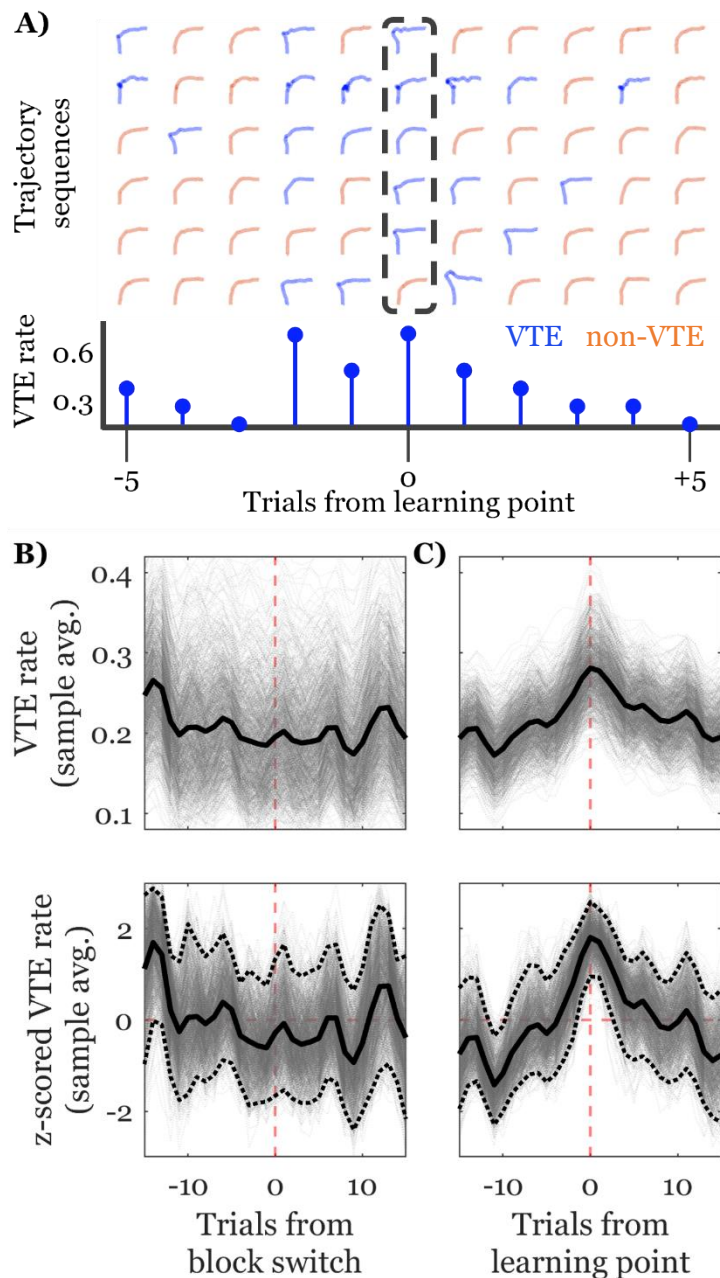 A)
Trajectory
sequences
VTE rate
0.6
0.3
VTE non-VTE
-5 0 +5
Trials from learning point
B) C)
VTE rate
(sample avg.)
0.4
0.3
0.2
0.1
z-scored VTE rate
(sample avg.)
2
0
-2
-10 0 10 -10 0 10
Trials from
block switch
Trials from
learning point